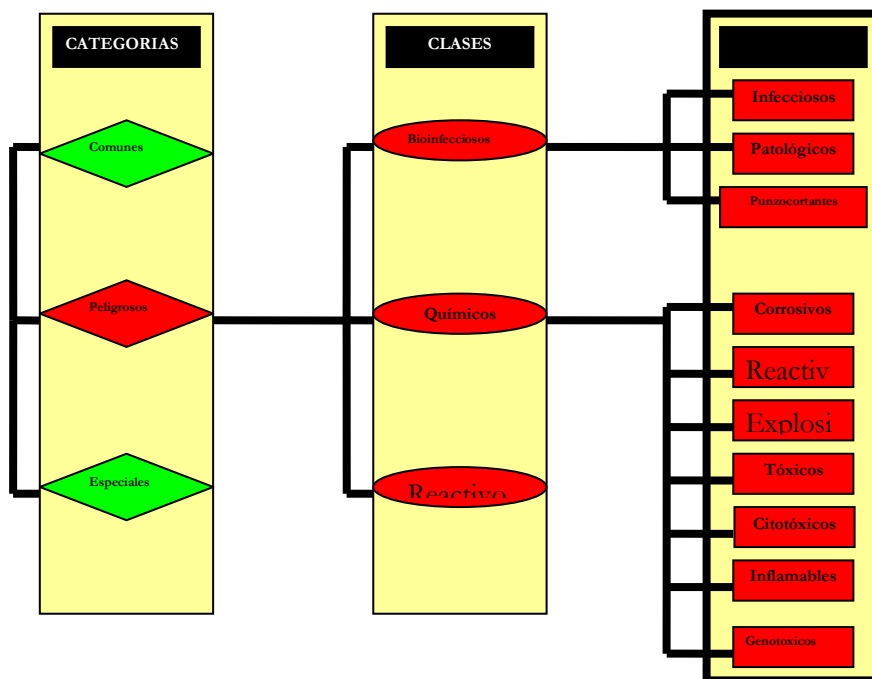 CATEGORIAS
Comunes
Peligrosos
Especiales
CLASES
Bioinfecciosos
Químicos
Reactivo
Infecciosos
Patológicos
Punzocortantes
Corrosivos
Reactiv
Explosi
Tóxicos
Citotóxicos
Inflamables
Genotoxicos